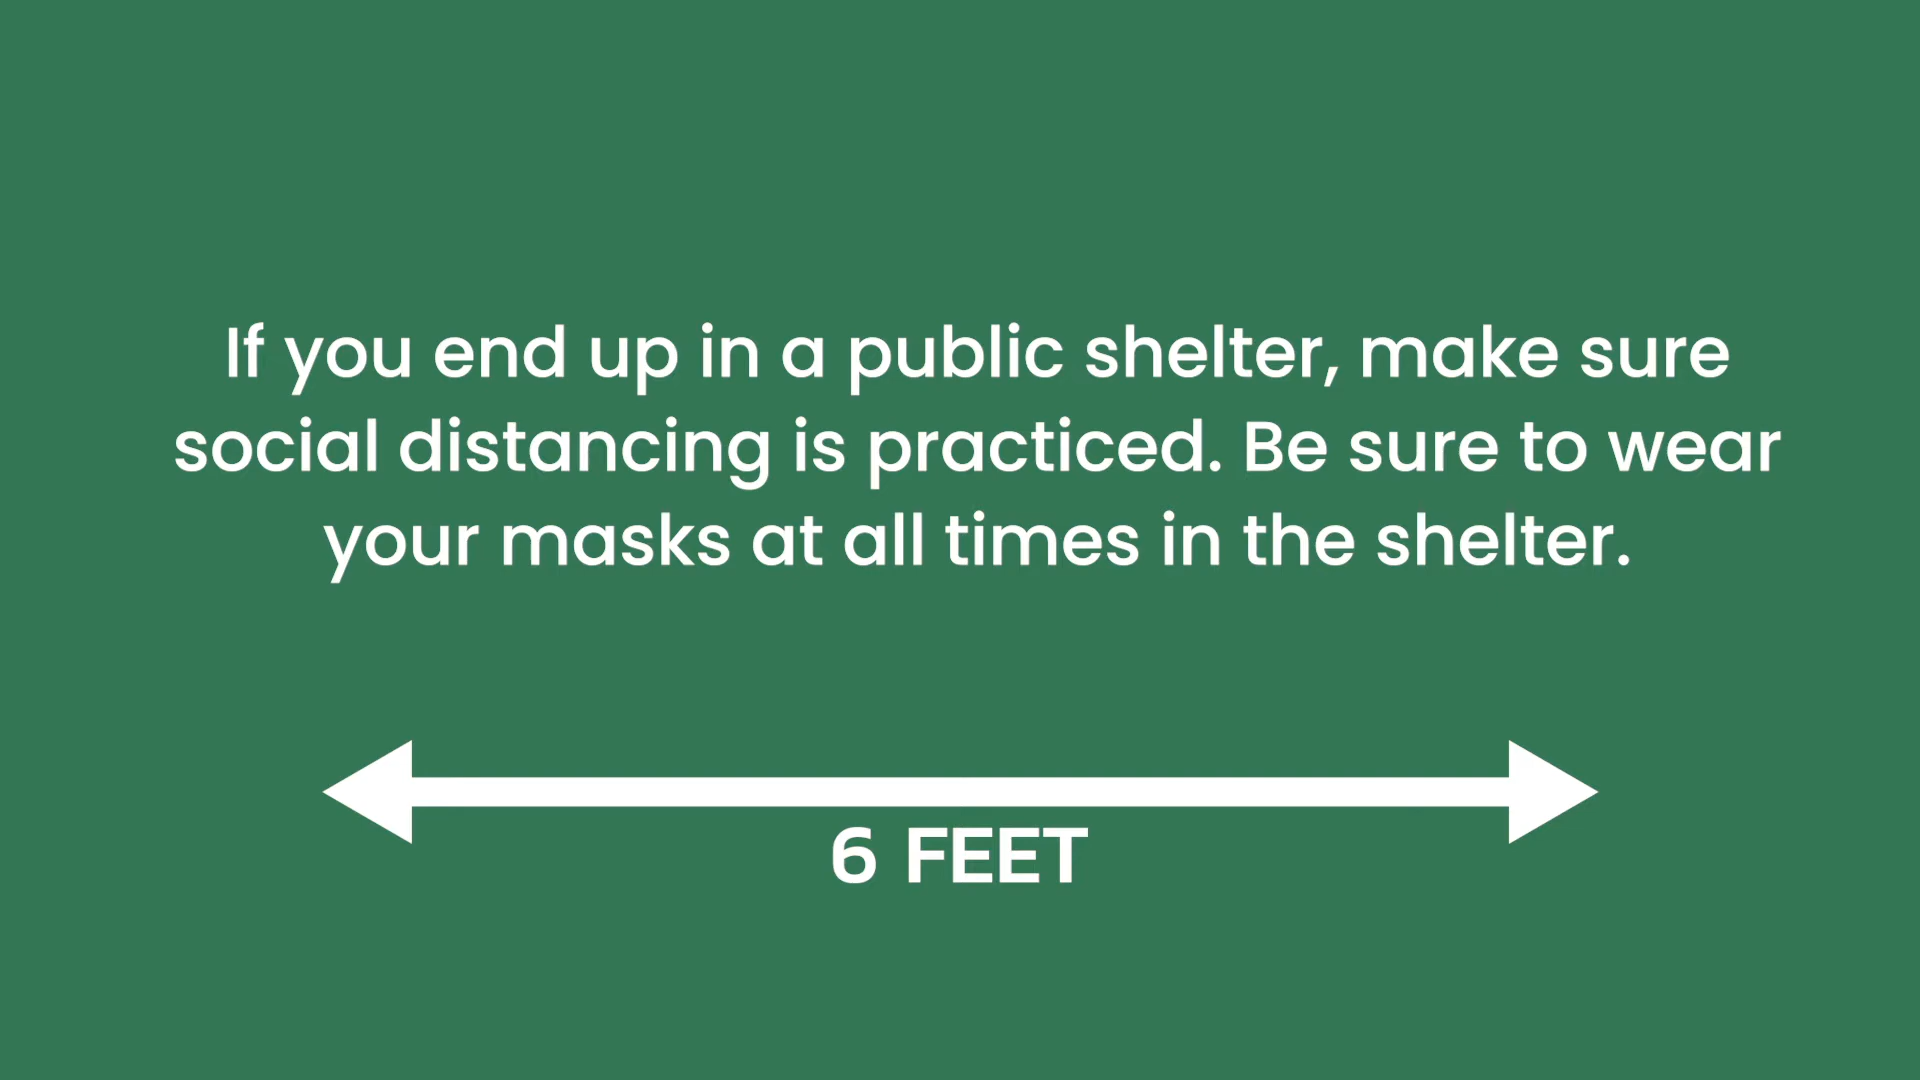 If you end up in a public shelter, make sure
social distancing is practiced. Be sure to wear
your masks at all times in the shelter.
6 FEET